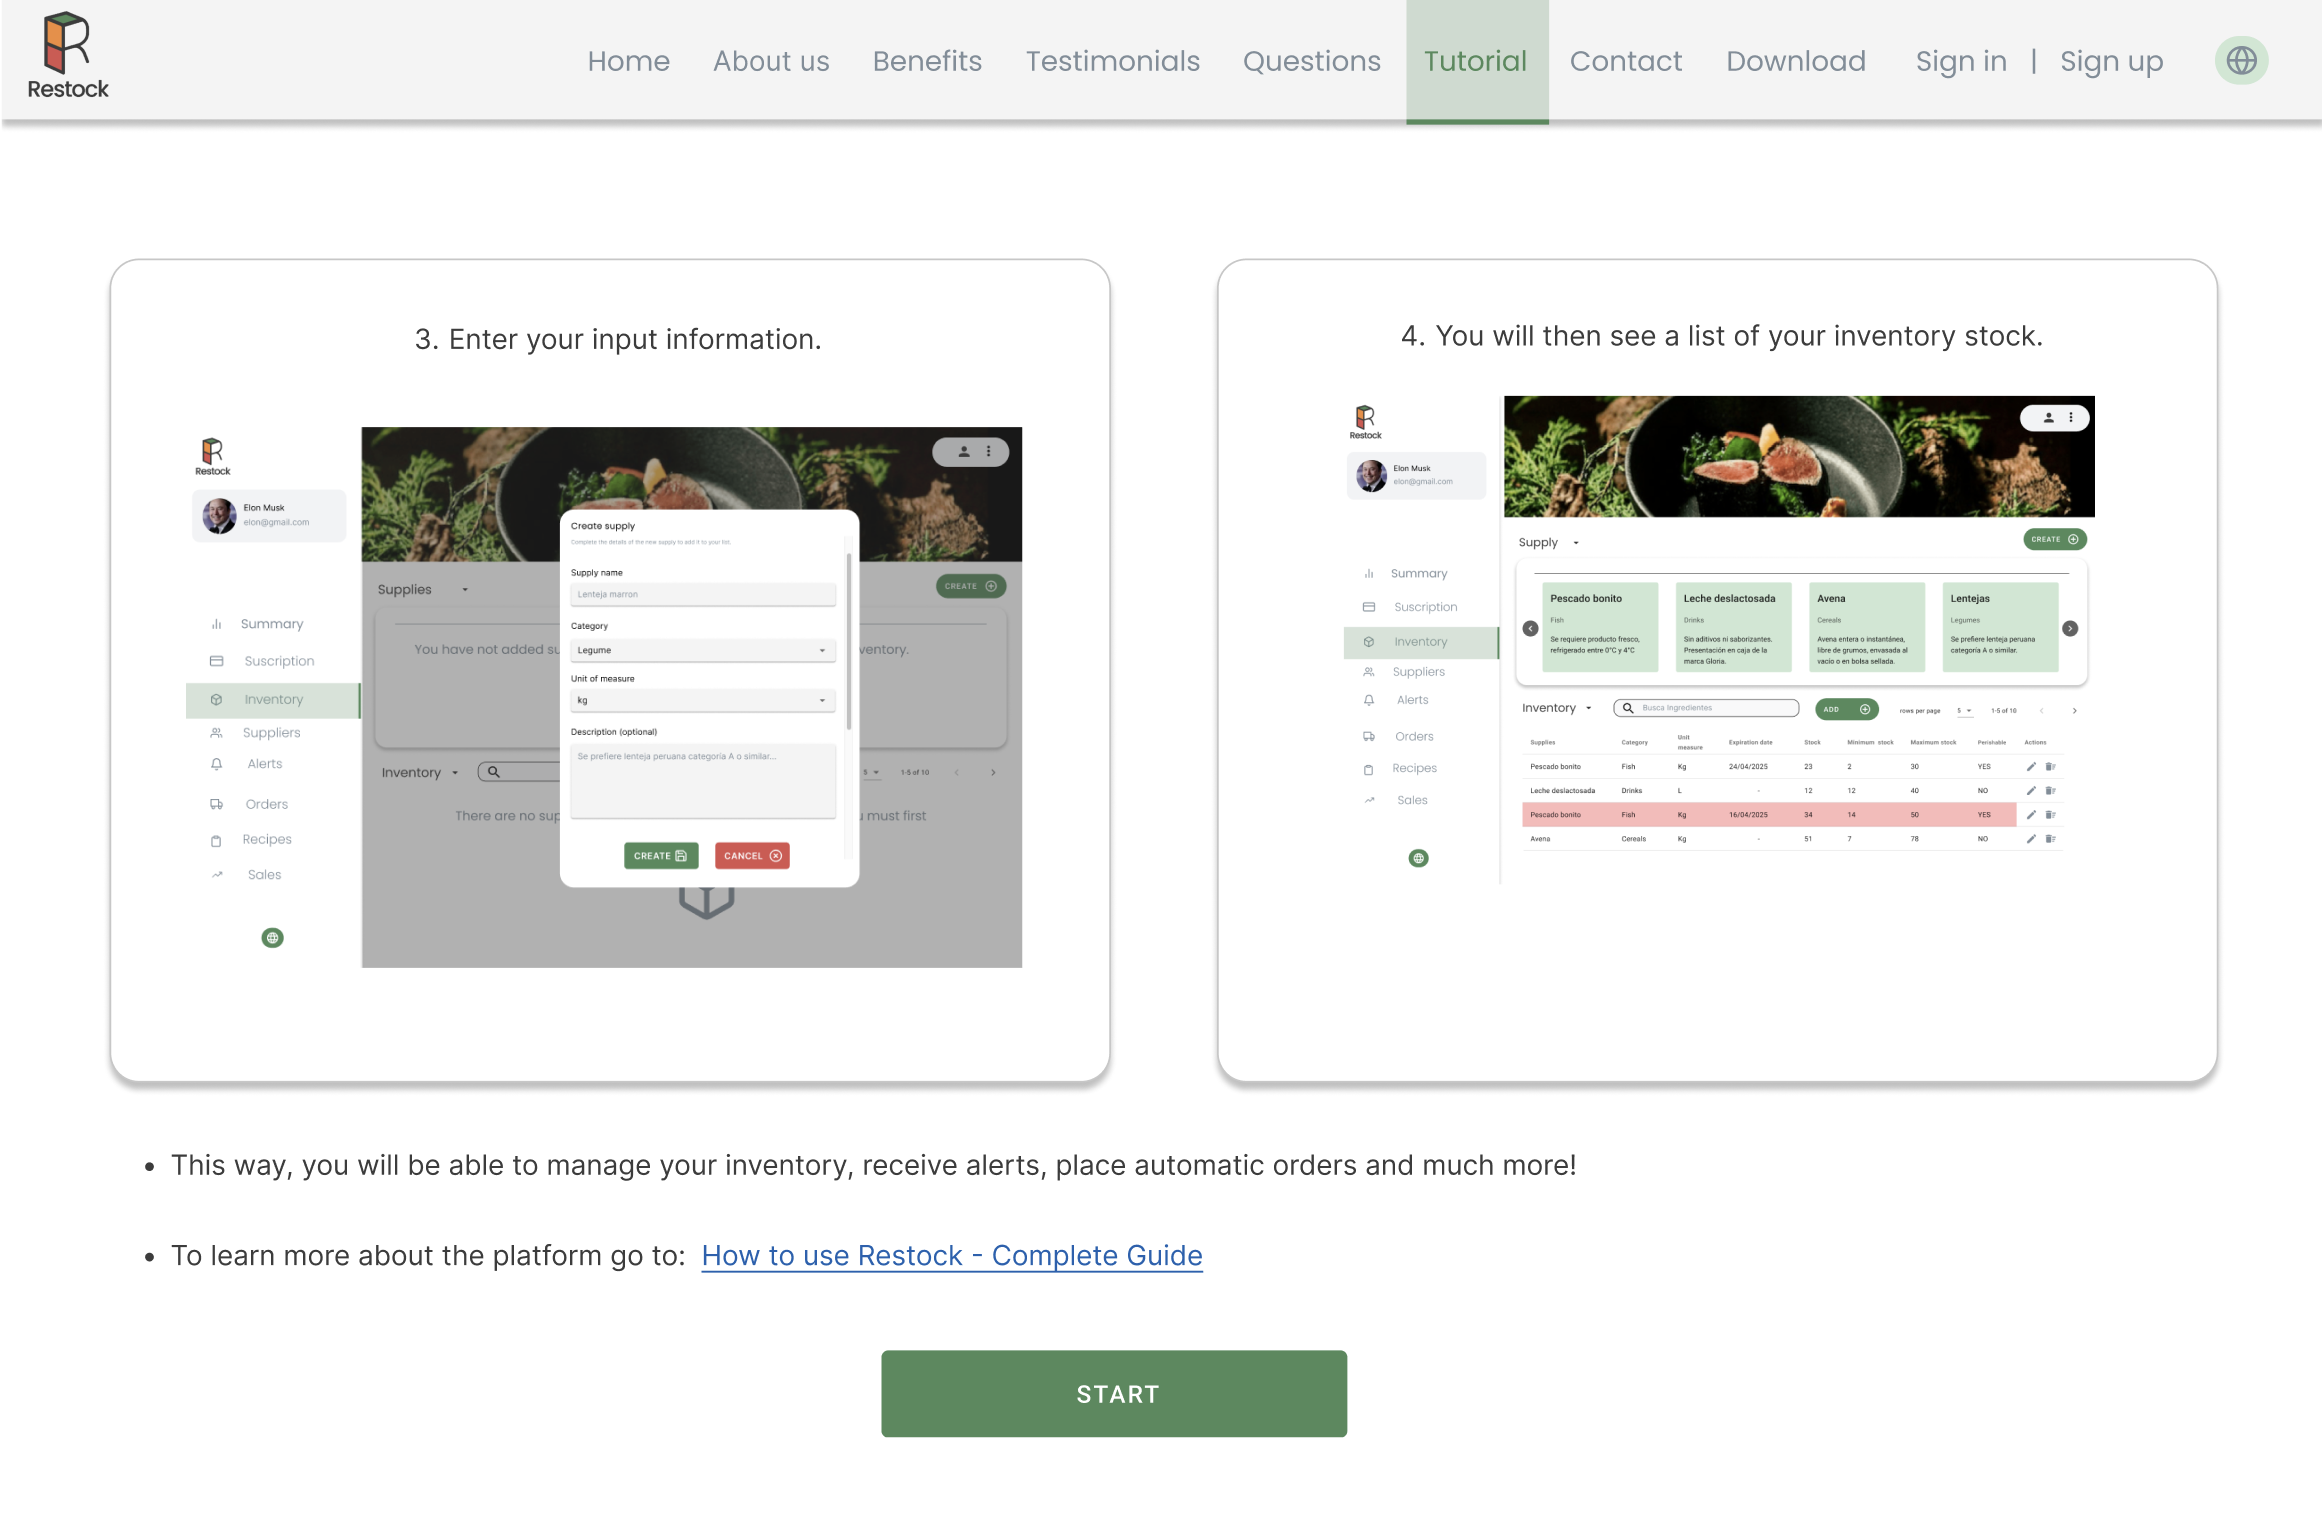 Restock
Home
About us
Benefits
Testimonials
Questions
Tutorial
Contact
Download
Sign in | Sign up
3. Enter your input information.
Restock
Elon Musk
elon@gmail.com
Summary
Suscription
Inventory
Suppliers
Alerts
Orders
Recipes
Sales
Supplies
CREATE
You have not added su
ventory.
Inventory
5
1-5 of 10
There are no sup
u must first
Create supply
Complete the details of the new supply to add it to your list.
Supply name
Lenteja marron
Category
Legume
Unit of measure
kg
Description (optional)
Se prefiere lenteja peruana categoría A o similar...
CREATE
CANCEL
4. You will then see a list of your inventory stock.
Restock
Elon Musk
elon@gmail.com
Summary
Suscription
Inventory
Suppliers
Alerts
Orders
Recipes
Sales
Supply
CREATE
Pescado bonito
Fish
Se requiere producto fresco,
refrigerado entre 0°C y 4°C
Leche deslactosada
Drinks
Sin aditivos ni saborizantes.
Presentación en caja de la
marca Gloria.
Avena
Cereals
Avena entera o instantánea,
libre de grumos, envasada al
vacío o en bolsa sellada.
Lentejas
Legumes
Se prefiere lenteja peruana
categoría A o similar.
Inventory
Busca Ingredientes
ADD
rows per page
5
1-5 of 10
Supplies Category Unit measure Expiration date Stock Minimum stock Maximum stock Perishable Actions
Pescado bonito Fish Kg 24/04/2025 23 2 30 YES
Leche deslactosada Drinks L - 12 12 40 NO
Pescado bonito Fish Kg 16/04/2025 34 14 50 YES
Avena Cereals Kg - 51 7 78 NO
• This way, you will be able to manage your inventory, receive alerts, place automatic orders and much more!
• To learn more about the platform go to: How to use Restock - Complete Guide
START